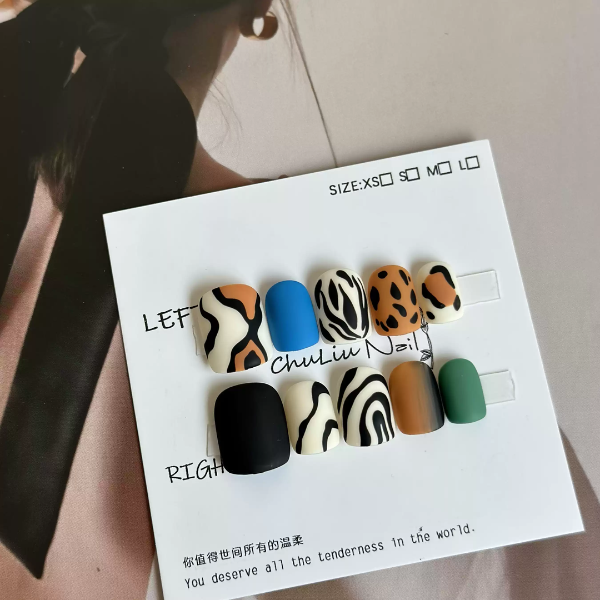 SIZE:XS□ S□ M□ L□
LEFT
ChuLiu Nail
RIGH
你值得世间所有的温柔
You deserve all the tenderness in the world.